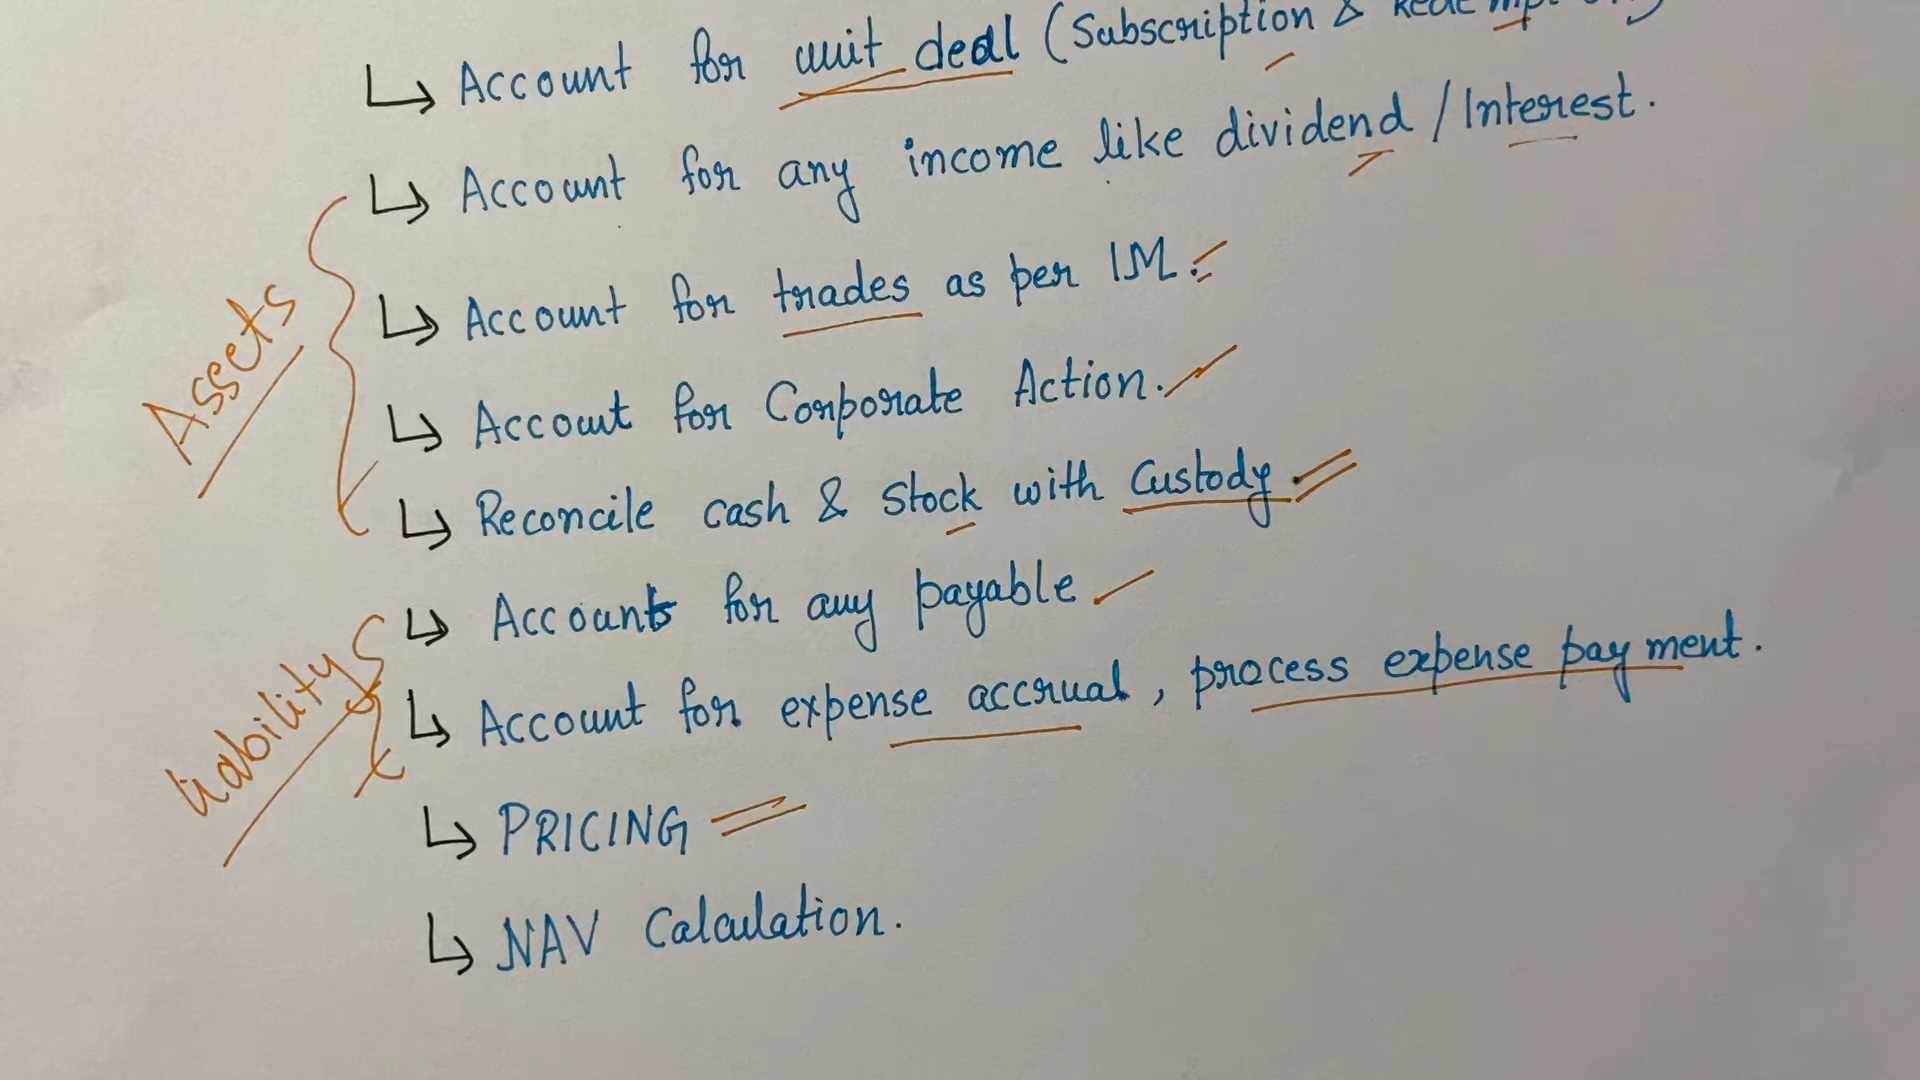 ↳ Account for unit deal (Subscription & Redemption)
↳ Account for any income like dividend / Interest.
↳ Account for trades as per IM.
Assets
↳ Account for Corporate Action.
↳ Reconcile cash & Stock with Custody.
↳ Account for any payable
↳ Account for expense accrual, process expense payment.
Liability
↳ PRICING
↳ NAV Calculation.